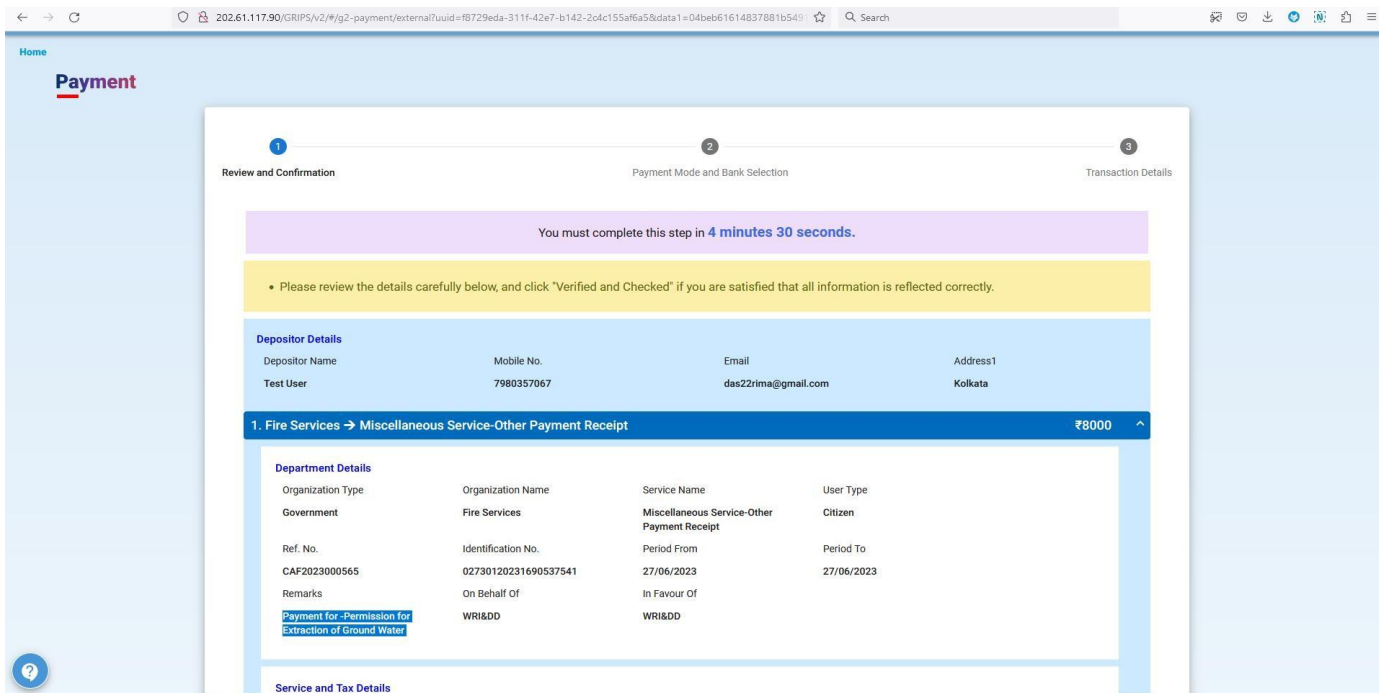 202.61.117.90/GRIPS/v2/#/g2-payment/external?uuid=f8729eda-311f-42e7-b142-2c4c155af6a5&data1=04beb61614837881b549 Search
Home
Payment
1 2 3
Review and Confirmation Payment Mode and Bank Selection Transaction Details
You must complete this step in 4 minutes 30 seconds.
• Please review the details carefully below, and click "Verified and Checked" if you are satisfied that all information is reflected correctly.
Depositor Details
Depositor Name Mobile No. Email Address1
Test User 7980357067 das22rima@gmail.com Kolkata
1. Fire Services → Miscellaneous Service-Other Payment Receipt ₹8000
Department Details
Organization Type Organization Name Service Name User Type
Government Fire Services Miscellaneous Service-Other Citizen
Payment Receipt
Ref. No. Identification No. Period From Period To
CAF2023000565 02730120231690537541 27/06/2023 27/06/2023
Remarks On Behalf Of In Favour Of
Payment for -Permission for WRI&DD WRI&DD
Extraction of Ground Water
?
Service and Tax Details